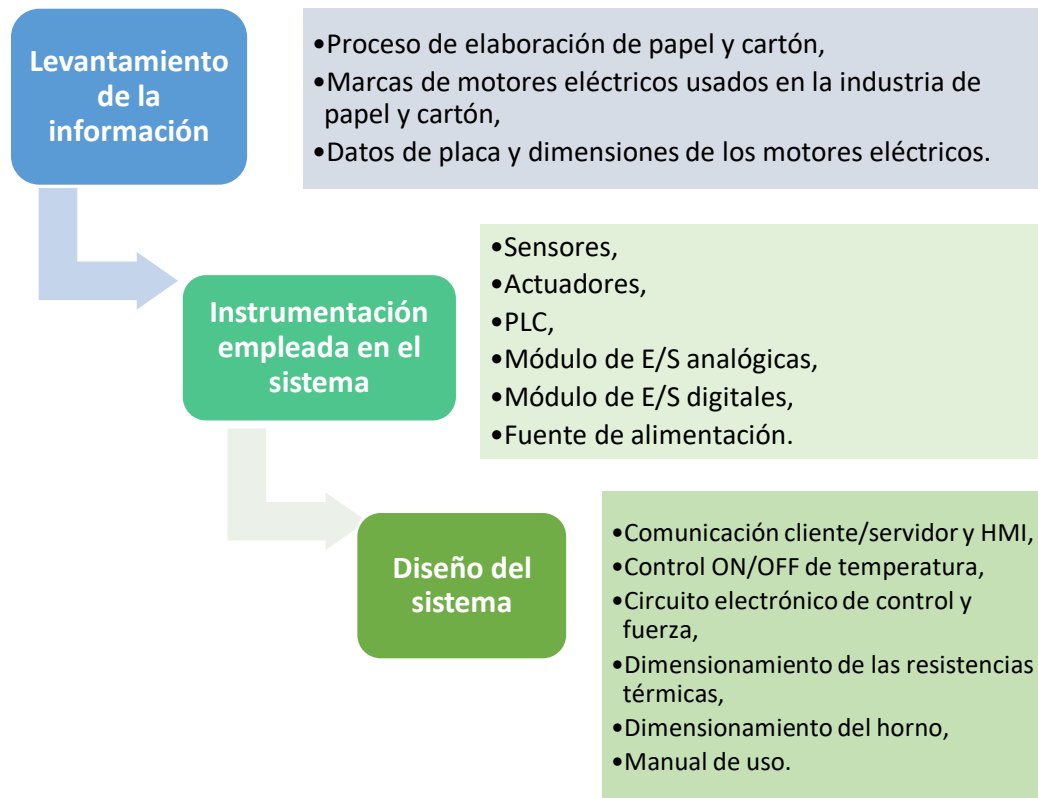 Levantamiento
de la
información
•Proceso de elaboración de papel y cartón,
•Marcas de motores eléctricos usados en la industria de
papel y cartón,
•Datos de placa y dimensiones de los motores eléctricos.
Instrumentación
empleada en el
sistema
•Sensores,
•Actuadores,
•PLC,
•Módulo de E/S analógicas,
•Módulo de E/S digitales,
•Fuente de alimentación.
Diseño del
sistema
•Comunicación cliente/servidor y HMI,
•Control ON/OFF de temperatura,
•Circuito electrónico de control y
fuerza,
•Dimensionamiento de las resistencias
térmicas,
•Dimensionamiento del horno,
•Manual de uso.